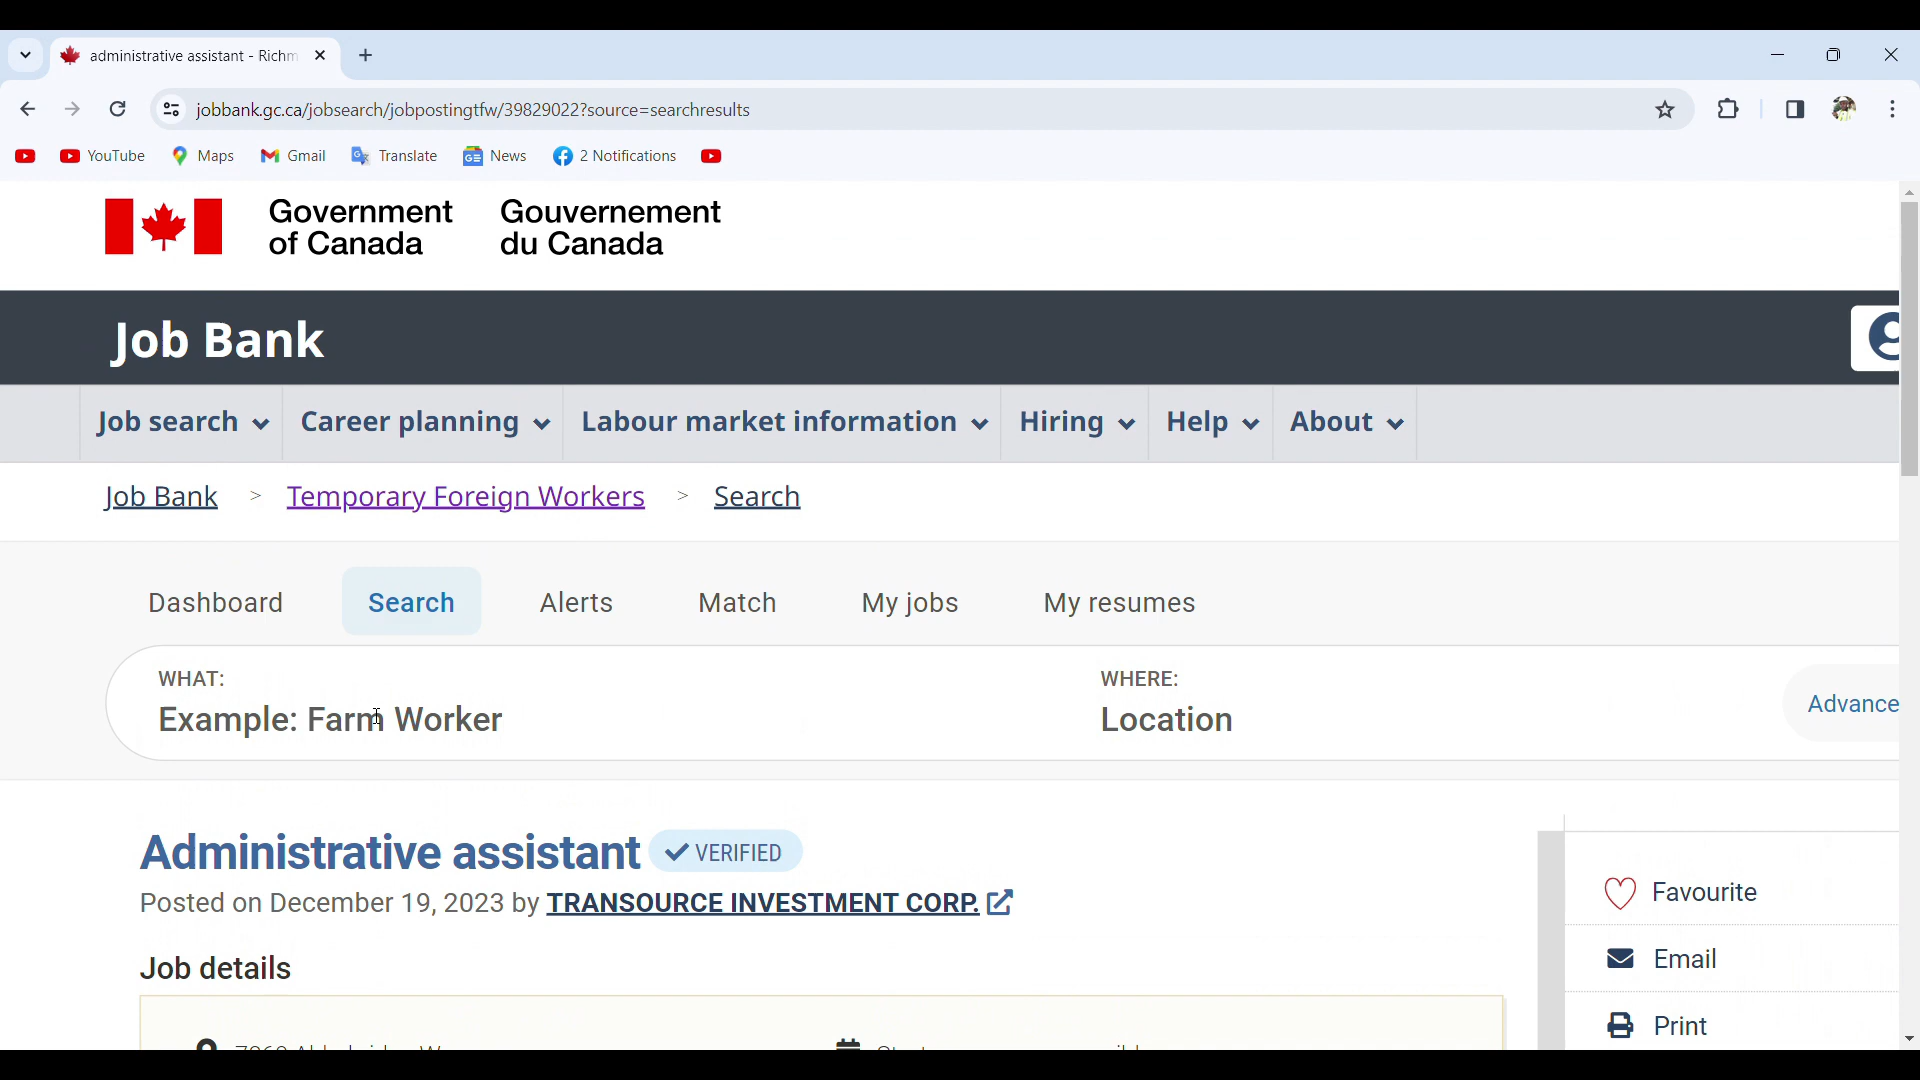 administrative assistant - Richm
jobbank.gc.ca/jobsearch/jobpostingtfw/39829022?source=searchresults
YouTube Maps Gmail Translate News 2 Notifications
Government of Canada
Gouvernement du Canada
Job Bank
Job search Career planning Labour market information Hiring Help About
Job Bank > Temporary Foreign Workers > Search
Dashboard Search Alerts Match My jobs My resumes
WHAT: WHERE:
Example: Farm Worker Location
Advance
Administrative assistant VERIFIED
Posted on December 19, 2023 by TRANSOURCE INVESTMENT CORP.
Job details
Favourite
Email
Print